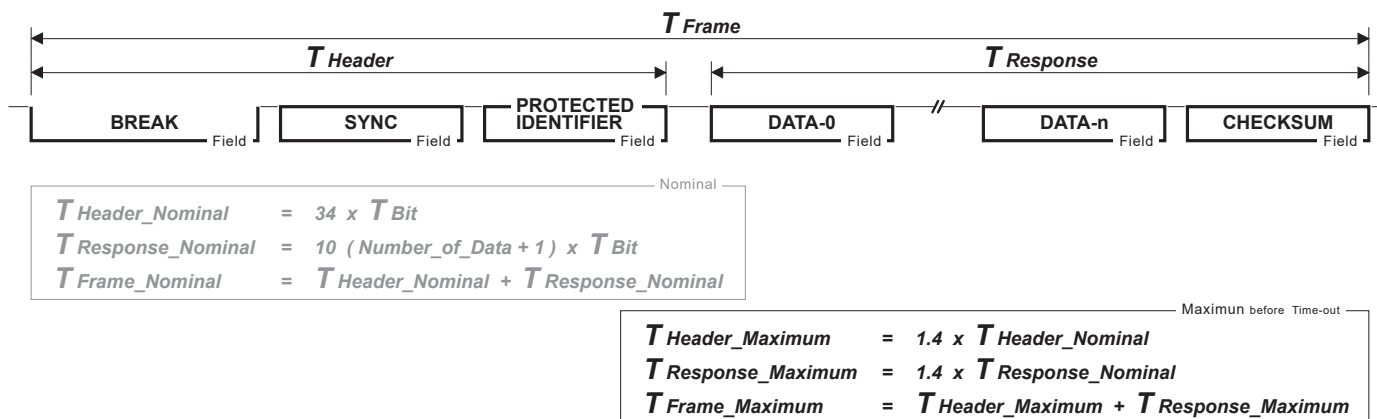 T Frame
T Header T Response
BREAK Field SYNC Field PROTECTED IDENTIFIER Field DATA-0 Field DATA-n Field CHECKSUM Field
Nominal
T Header_Nominal = 34 x T Bit
T Response_Nominal = 10 ( Number_of_Data + 1 ) x T Bit
T Frame_Nominal = T Header_Nominal + T Response_Nominal
Maximun before Time-out
T Header_Maximum = 1.4 x T Header_Nominal
T Response_Maximum = 1.4 x T Response_Nominal
T Frame_Maximum = T Header_Maximum + T Response_Maximum